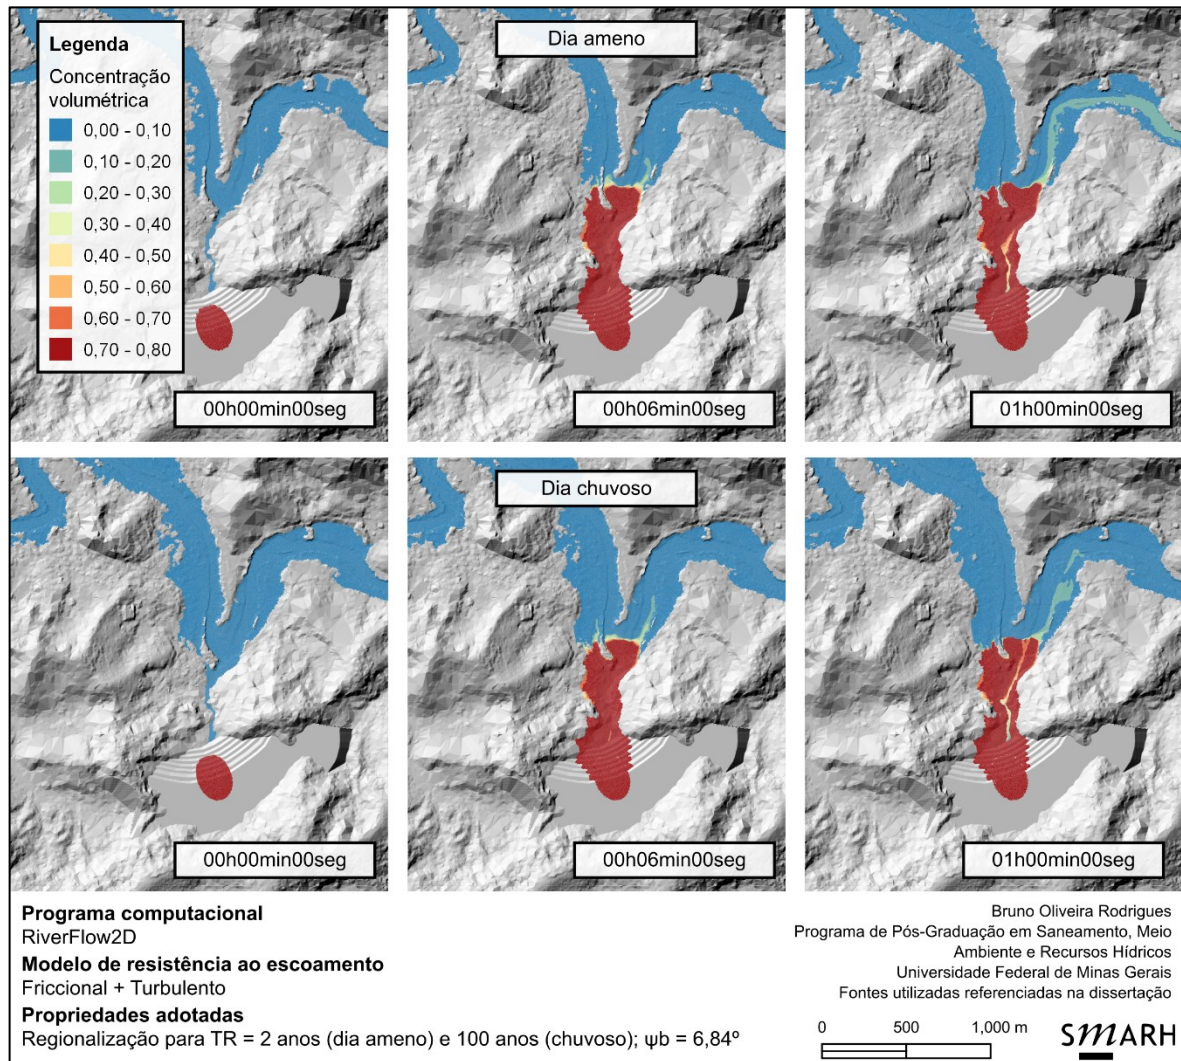 Legenda
Concentração
volumétrica
0,00 - 0,10
0,10 - 0,20
0,20 - 0,30
0,30 - 0,40
0,40 - 0,50
0,50 - 0,60
0,60 - 0,70
0,70 - 0,80
Dia ameno
00h00min00seg
00h06min00seg
01h00min00seg
Dia chuvoso
00h00min00seg
00h06min00seg
01h00min00seg
Programa computacional
RiverFlow2D
Modelo de resistência ao escoamento
Friccional + Turbulento
Propriedades adotadas
Regionalização para TR = 2 anos (dia ameno) e 100 anos (chuvoso); ψb = 6,84º
Bruno Oliveira Rodrigues
Programa de Pós-Graduação em Saneamento, Meio
Ambiente e Recursos Hídricos
Universidade Federal de Minas Gerais
Fontes utilizadas referenciadas na dissertação
0 500 1,000 m
SMARH